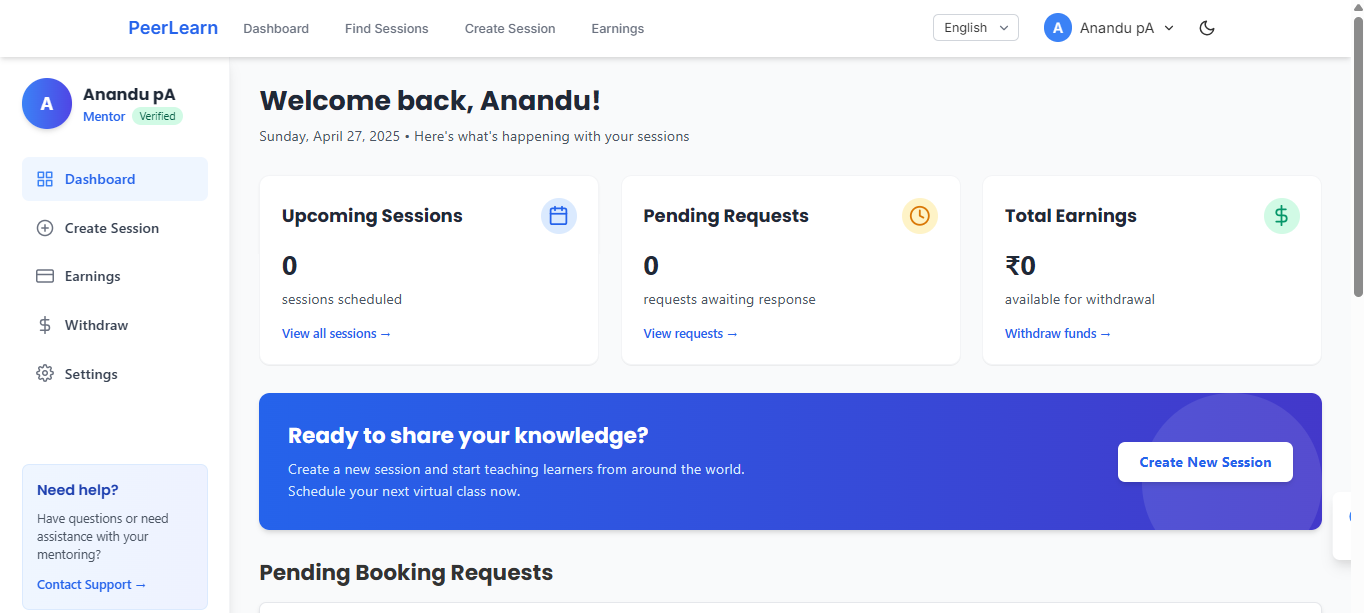 PeerLearn Dashboard Find Sessions Create Session Earnings English A Anandu pA
A Anandu pA
Mentor Verified
Dashboard
Create Session
Earnings
Withdraw
Settings
Need help?
Have questions or need
assistance with your
mentoring?
Contact Support →
Welcome back, Anandu!
Sunday, April 27, 2025 • Here's what's happening with your sessions
Upcoming Sessions
0
sessions scheduled
View all sessions →
Pending Requests
0
requests awaiting response
View requests →
Total Earnings
₹0
available for withdrawal
Withdraw funds →
Ready to share your knowledge?
Create a new session and start teaching learners from around the world.
Schedule your next virtual class now.
Create New Session
Pending Booking Requests